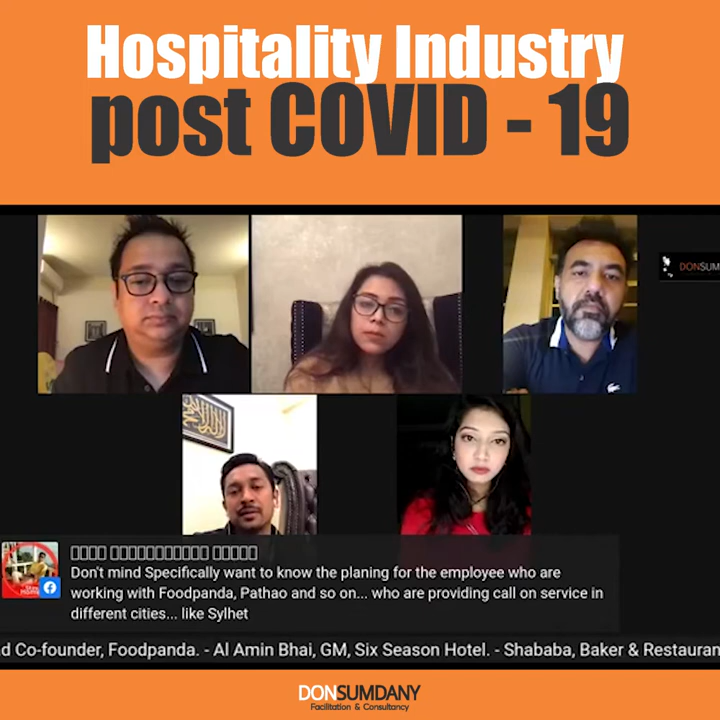 Hospitality Industry
post COVID - 19
DONSUM
Don't mind Specifically want to know the planing for the employee who are
working with Foodpanda, Pathao and so on... who are providing call on service in
different cities... like Sylhet
d Co-founder, Foodpanda. - Al Amin Bhai, GM, Six Season Hotel. - Shababa, Baker & Restauran
DONSUMDANY
Facilitation & Consultancy